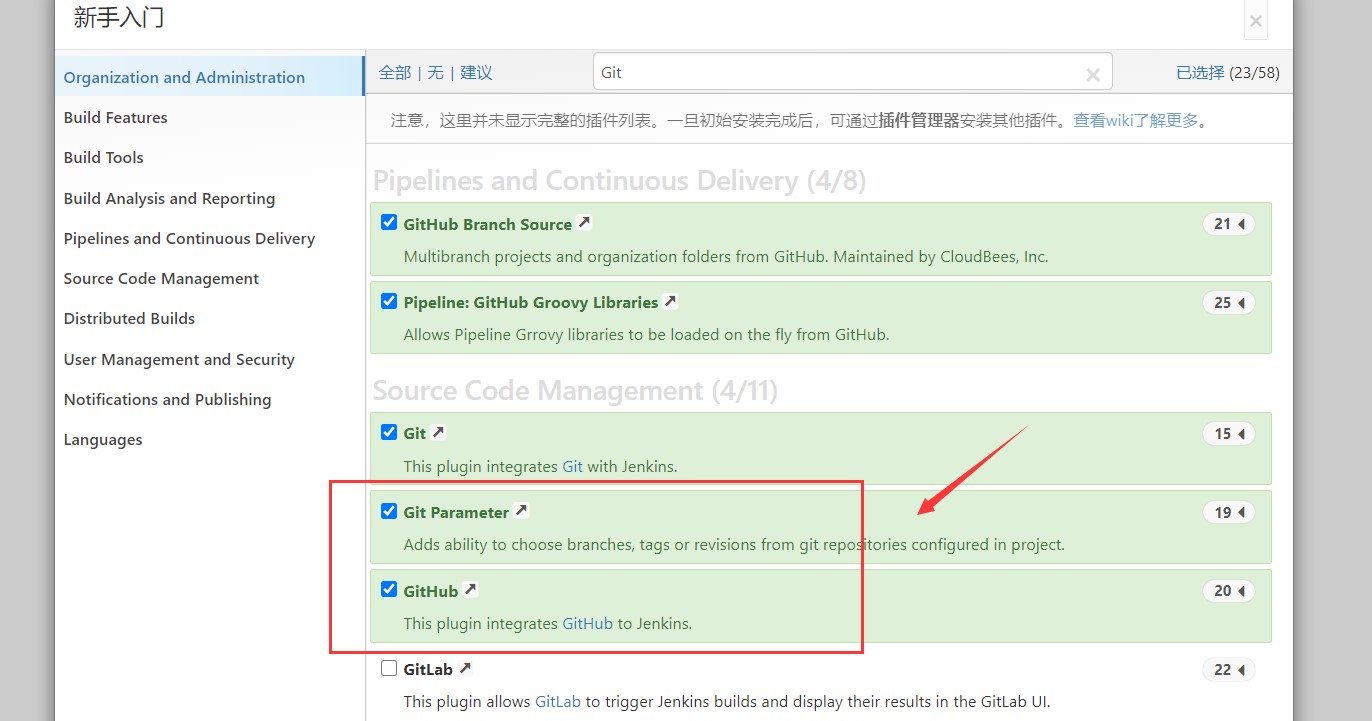 新手入门
×
Organization and Administration
Build Features
Build Tools
Build Analysis and Reporting
Pipelines and Continuous Delivery
Source Code Management
Distributed Builds
User Management and Security
Notifications and Publishing
Languages
全部 | 无 | 建议
Git
已选择 (23/58)
注意，这里并未显示完整的插件列表。一旦初始安装完成后，可通过插件管理器安装其他插件。查看wiki了解更多。
Pipelines and Continuous Delivery (4/8)
GitHub Branch Source 21
Multibranch projects and organization folders from GitHub. Maintained by CloudBees, Inc.
Pipeline: GitHub Groovy Libraries 25
Allows Pipeline Grrovy libraries to be loaded on the fly from GitHub.
Source Code Management (4/11)
Git 15
This plugin integrates Git with Jenkins.
Git Parameter 19
Adds ability to choose branches, tags or revisions from git repositories configured in project.
GitHub 20
This plugin integrates GitHub to Jenkins.
GitLab 22
This plugin allows GitLab to trigger Jenkins builds and display their results in the GitLab UI.